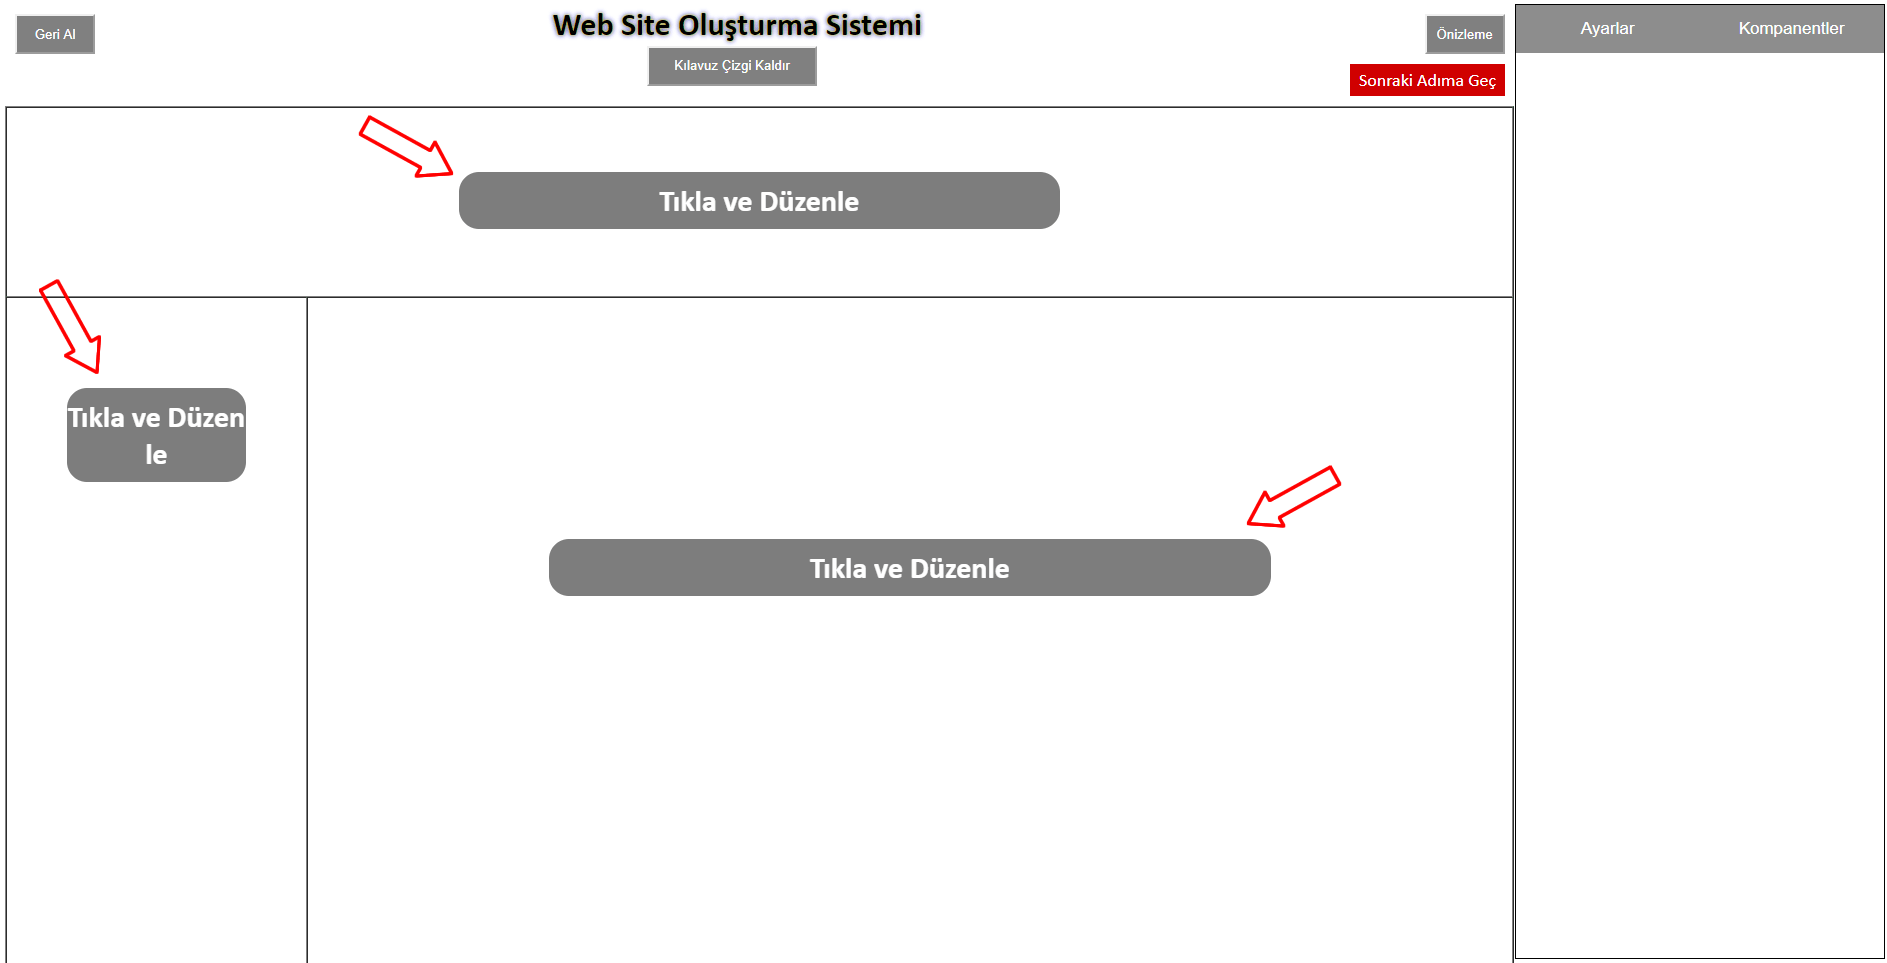 Geri Al
Web Site Oluşturma Sistemi
Kılavuz Çizgi Kaldır
Önizleme
Sonraki Adıma Geç
Ayarlar
Kompanentler
Tıkla ve Düzenle
Tıkla ve Düzen
le
Tıkla ve Düzenle